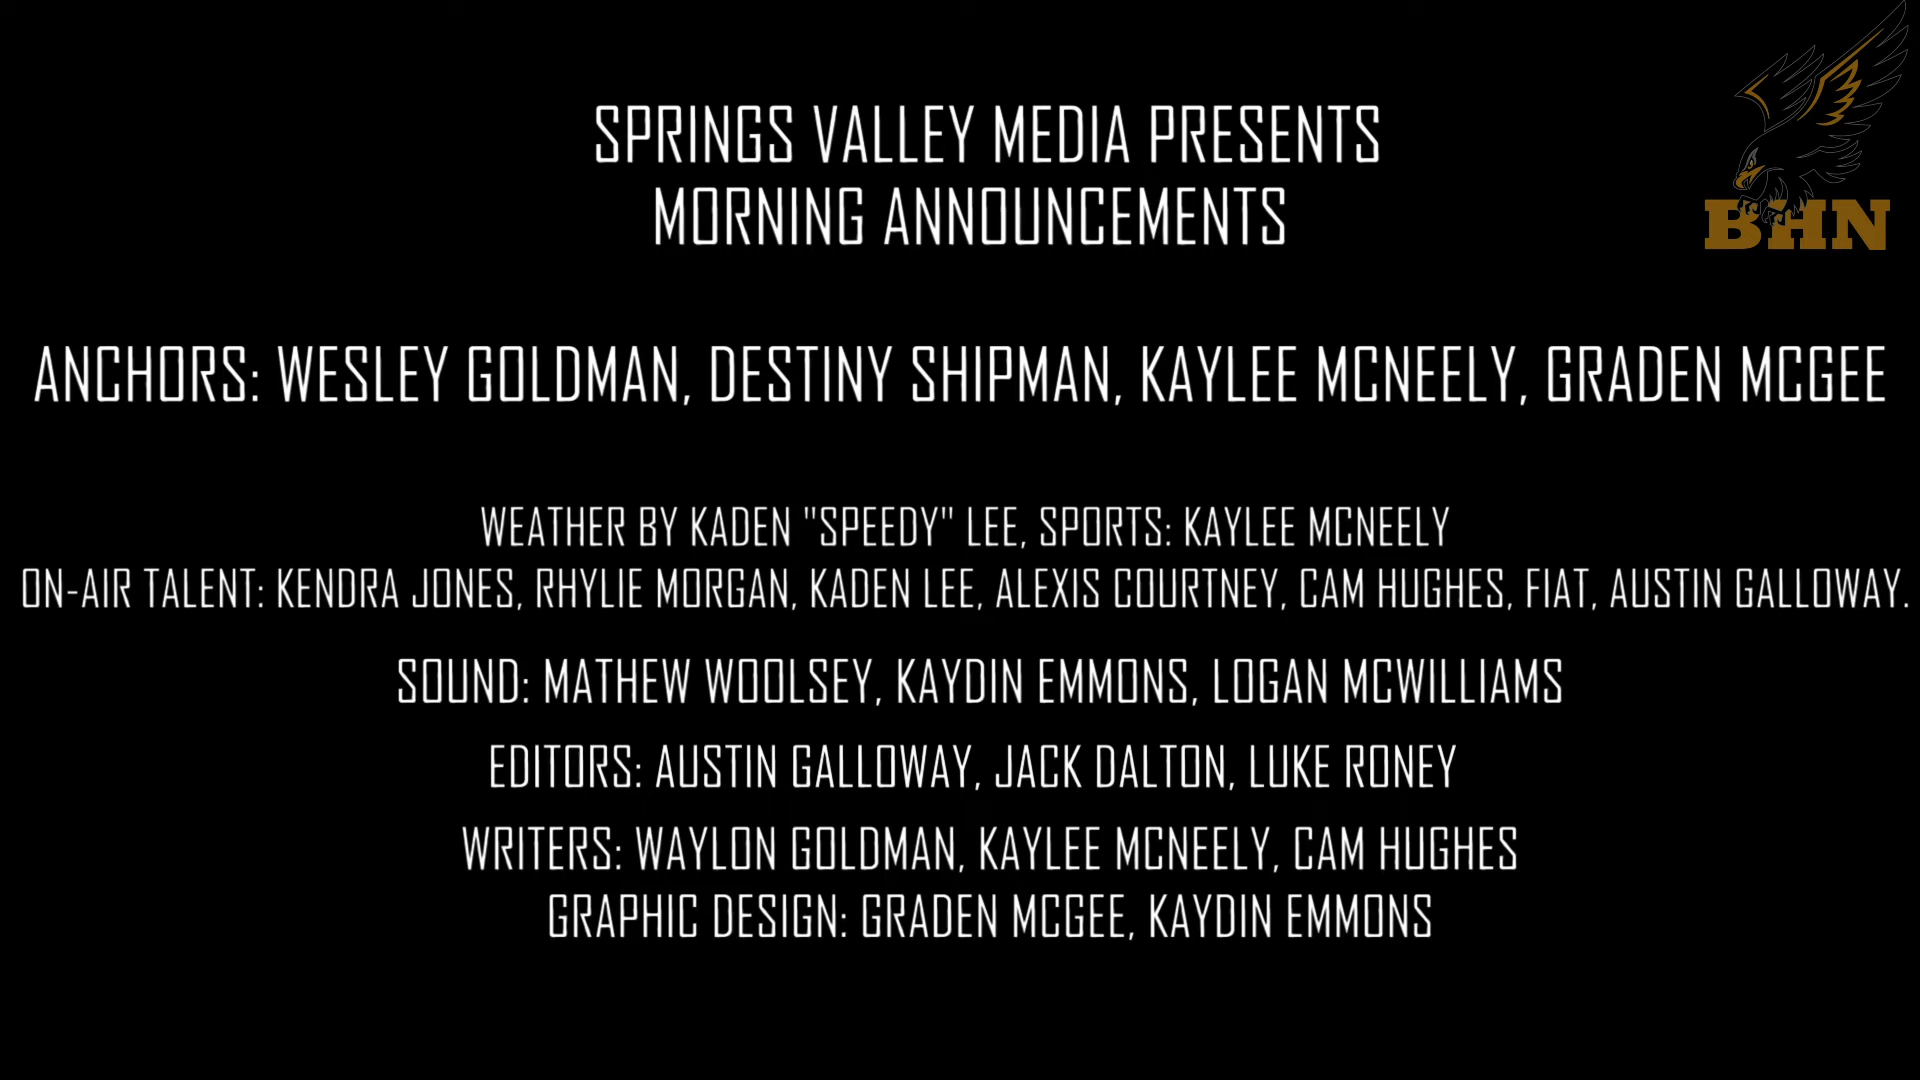 SPRINGS VALLEY MEDIA PRESENTS
MORNING ANNOUNCEMENTS
BHN
ANCHORS: WESLEY GOLDMAN, DESTINY SHIPMAN, KAYLEE MCNEELY, GRADEN MCGEE
WEATHER BY KADEN "SPEEDY" LEE, SPORTS: KAYLEE MCNEELY
ON-AIR TALENT: KENDRA JONES, RHYLIE MORGAN, KADEN LEE, ALEXIS COURTNEY, CAM HUGHES, FIAT, AUSTIN GALLOWAY.
SOUND: MATHEW WOOLSEY, KAYDIN EMMONS, LOGAN MCWILLIAMS
EDITORS: AUSTIN GALLOWAY, JACK DALTON, LUKE RONEY
WRITERS: WAYLON GOLDMAN, KAYLEE MCNEELY, CAM HUGHES
GRAPHIC DESIGN: GRADEN MCGEE, KAYDIN EMMONS